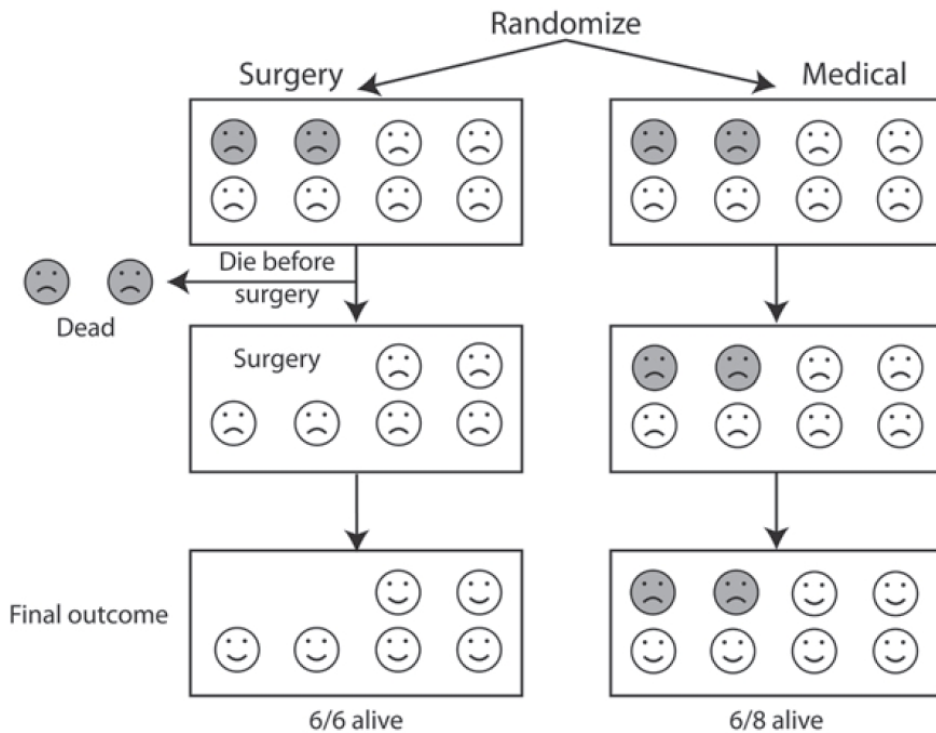 Randomize
Surgery
Medical
Die before
surgery
Dead
Surgery
Final outcome
6/6 alive
6/8 alive